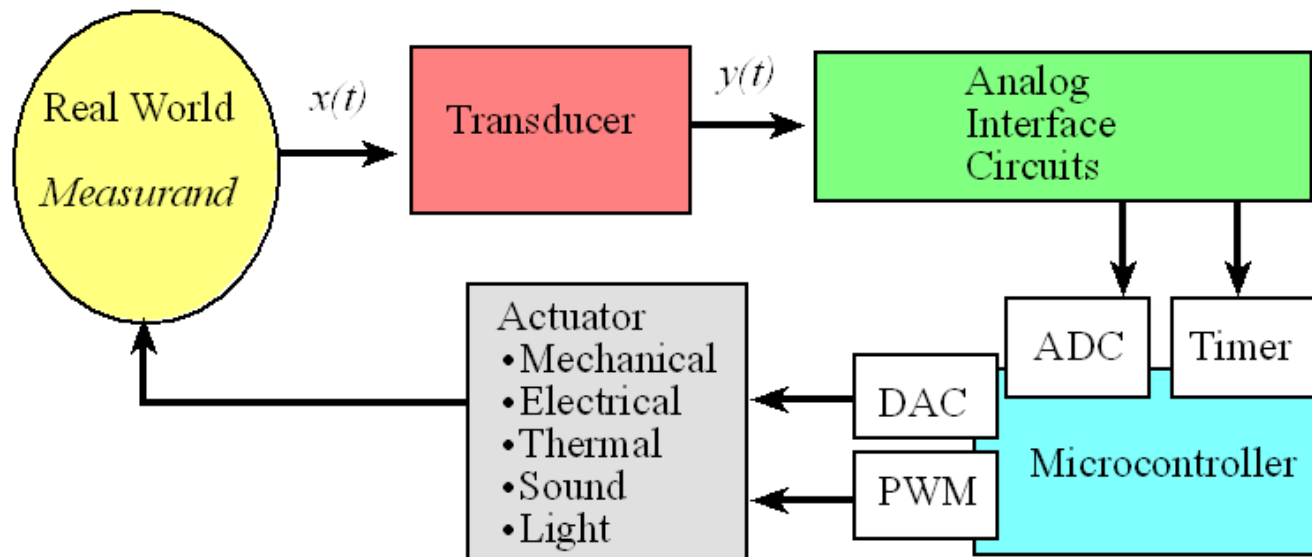 Real World
Measurand
x(t)
Transducer
y(t)
Analog
Interface
Circuits
ADC
Timer
Microcontroller
DAC
PWM
Actuator
•Mechanical
•Electrical
•Thermal
•Sound
•Light